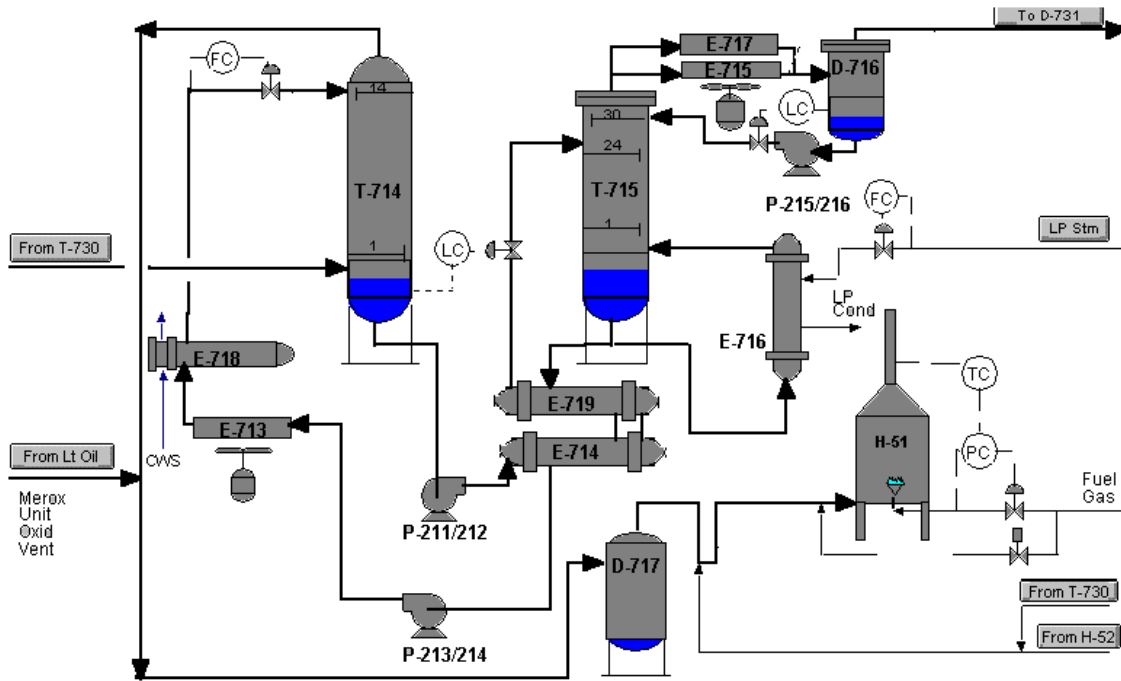 To D-731
E-717
FC
D-716
E-715
14
LC
30
24
T-714
T-715
P-215/216
FC
1
From T-730
LP Stm
1
LC
LP
Cond
E-716
E-718
TC
E-719
E-713
H-51
From Lt Oil
CWS
E-714
PC
Fuel
Gas
Merox
Unit
Oxid
Vent
P-211/212
D-717
From T-730
From H-52
P-213/214